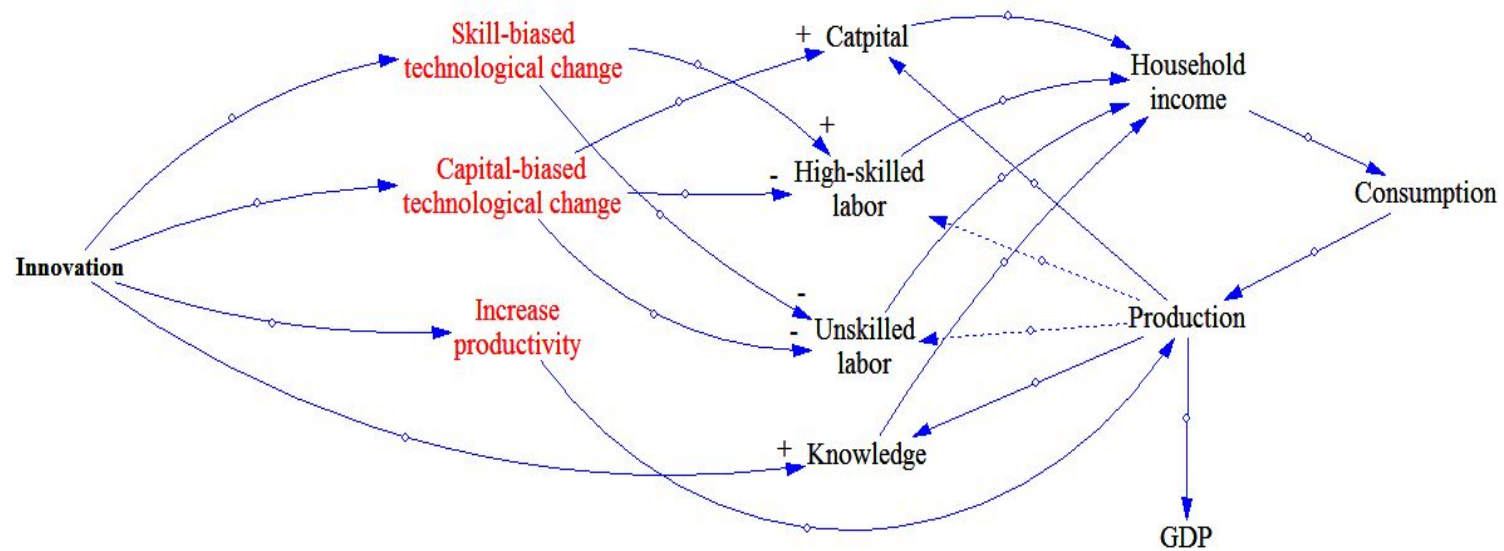 Skill-biased
technological change
+ Catpital
Household
income
+
Capital-biased
technological change
- High-skilled
labor
Consumption
Innovation
-
Increase
productivity
- Unskilled
labor
Production
+ Knowledge
GDP